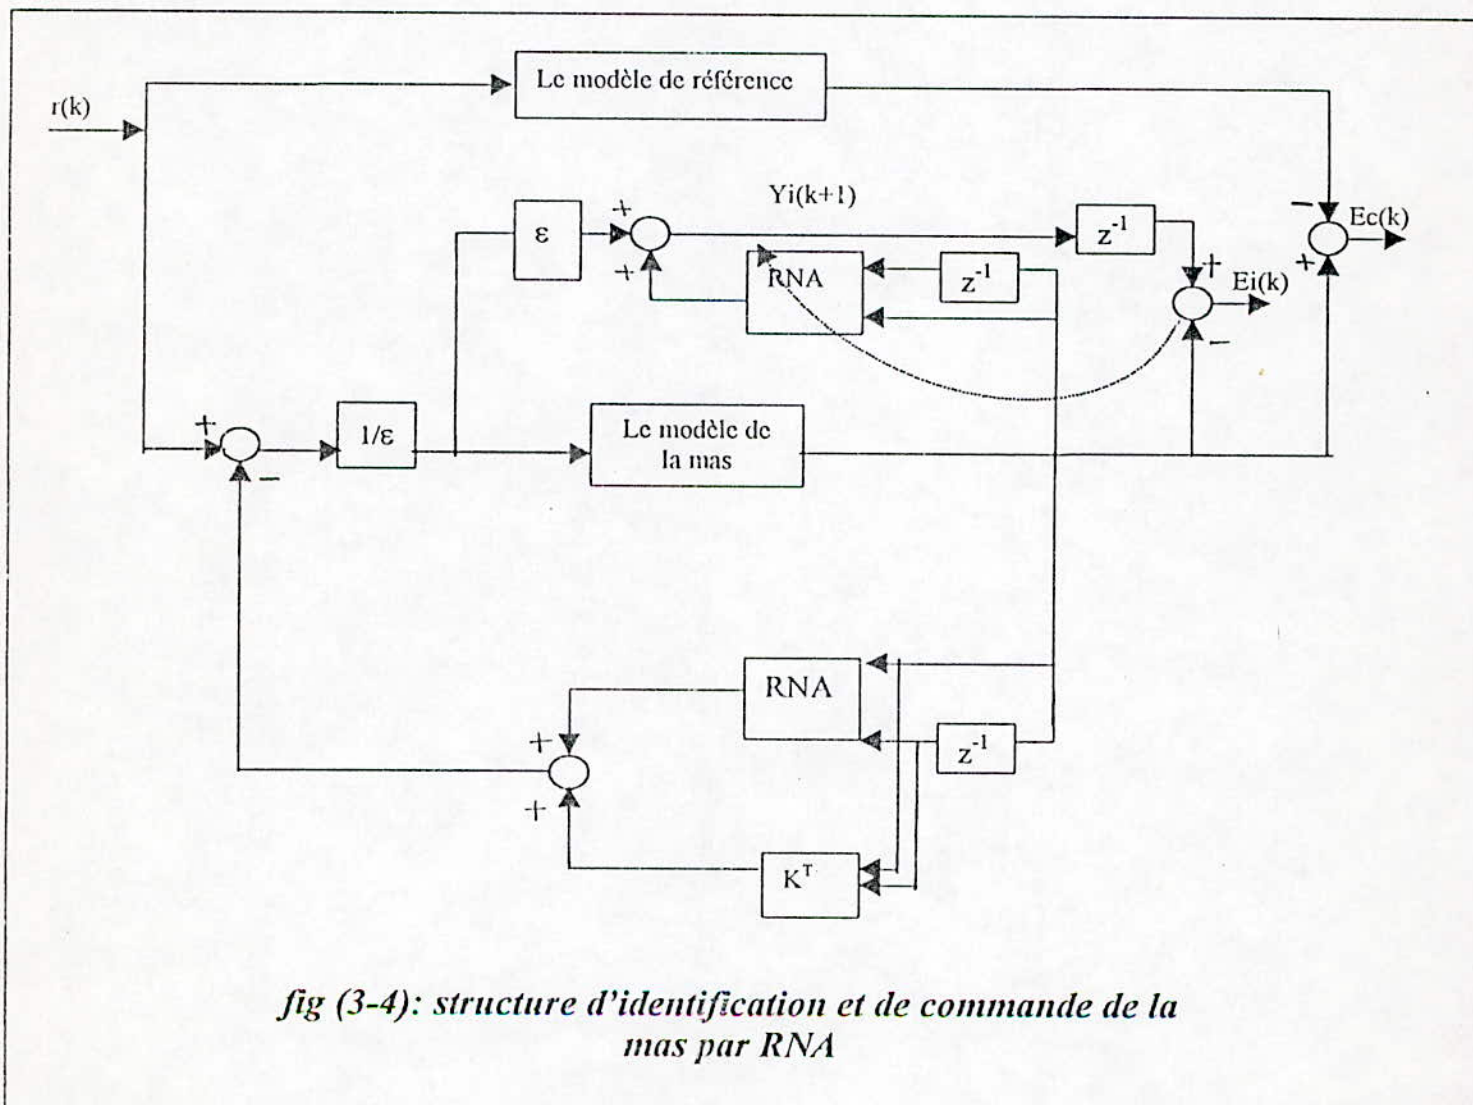 Le modèle de référence
r(k)
Yi(k+1)
+
ε
z⁻¹
−
Ec(k)
+
+
RNA
z⁻¹
+
Ei(k)
−
+
1/ε
Le modèle de
la mas
−
RNA
+
z⁻¹
+
Kᵀ
fig (3-4): structure d'identification et de commande de la
mas par RNA